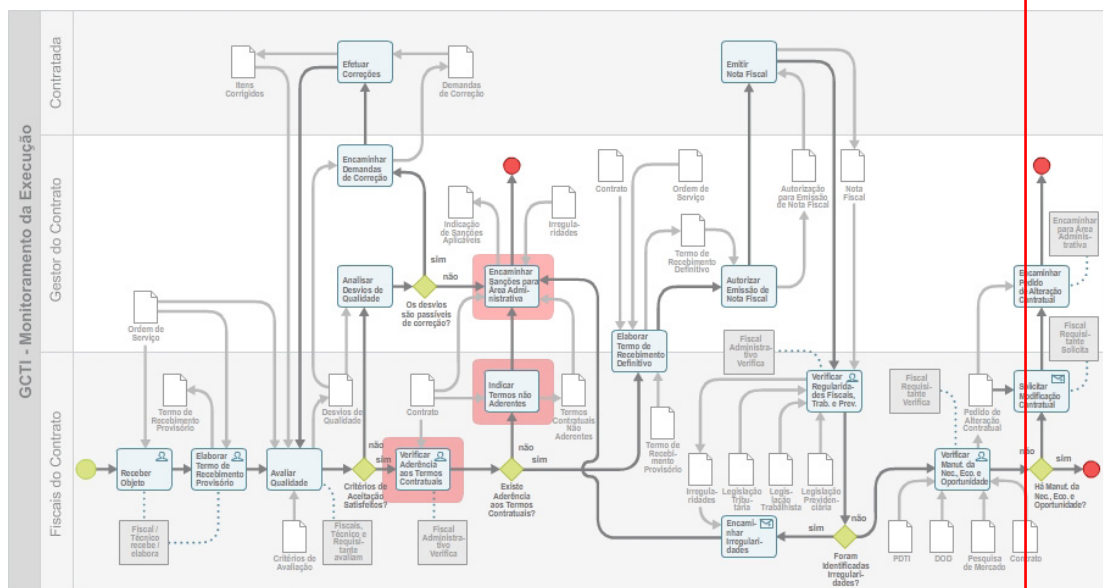 GCTI - Monitoramento da Execução
Contratada
Gestor do Contrato
Fiscais do Contrato
Itens
Corrigidos
Efetuar
Correções
Demandas
de Correção
Emitir
Nota Fiscal
Encaminhar
Demandas
de Correção
Indicação
de Sanções
Aplicáveis
Irregula-
ridades
Contrato
Ordem de
Serviço
Autorização
para Emissão
de Nota Fiscal
Nota
Fiscal
Termo de
Recebimento
Definitivo
Encaminhar
para Área
Adminis-
trativa
Analisar
Desvios de
Qualidade
sim
não
Os desvios
são passíveis
de correção?
Encaminhar
Sanções para
Área Admi-
nistrativa
Autorizar
Emissão de
Nota Fiscal
Encaminhar
Pedido
de Alteração
Contratual
Ordem de
Serviço
Elaborar
Termo de
Recebimento
Definitivo
Fiscal
Administra-
tivo
Verifica
Fiscal
Requisi-
tante
Solicita
Termo de
Recebimento
Provisório
Desvios de
Qualidade
Contrato
Indicar
Termos não
Aderentes
Termos
Contratuais
Não Aderentes
Termo de
Recebi-
mento
Provisório
Verificar
Regularida-
des Fiscais,
Trab. e Prev.
Fiscal
Requisi-
tante
Verifica
Pedido de
Alteração
Contratual
Solicitar
Modificação
Contratual
Receber
Objeto
Elaborar
Termo de
Recebimento
Provisório
Avaliar
Qualidade
não
sim
Critérios de
Aceitação
Satisfeitos?
Verificar
Aderência
aos Termos
Contratuais
não
sim
Existe
Aderência
aos Termos
Contratuais?
Irregula-
ridades
Legislação
Tribu-
tária
Legis-
lação
Trabalhista
Legislação
Previden-
ciária
Verificar
Manut. da
Nec., Eco. e
Oportunidade
não
sim
Há Manut. da
Nec., Eco. e
Oportunidade?
Fiscal /
Técnico
recebe /
elabora
Critérios de
Avaliação
Fiscais,
Técnico e
Requisi-
tante
avaliam
Fiscal
Administra-
tivo
Verifica
Encami-
nhar
Irregulari-
dades
sim
não
Foram
Identificadas
Irregulari-
dades?
PDTI
DOD
Pesquisa
de Mercado
Contrato